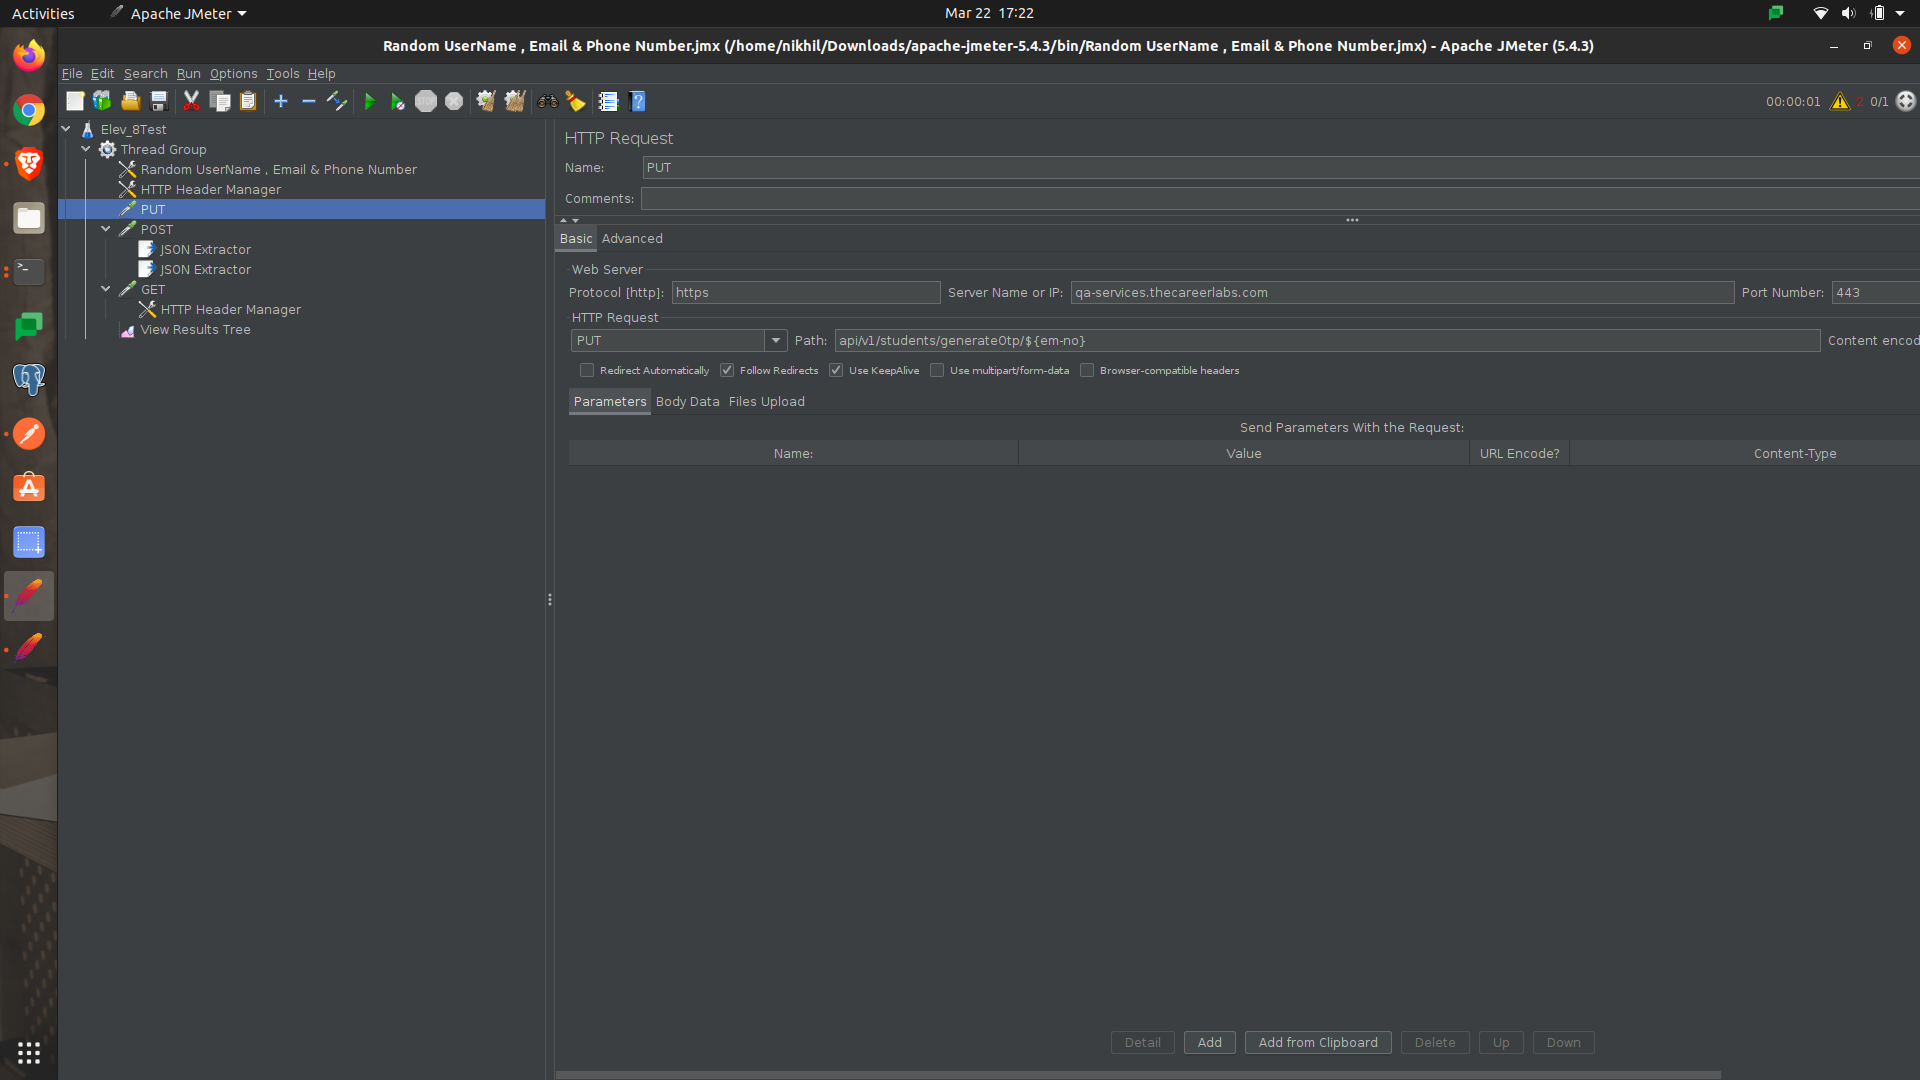 Activities Apache JMeter Mar 22 17:22
Random UserName , Email & Phone Number.jmx (/home/nikhil/Downloads/apache-jmeter-5.4.3/bin/Random UserName , Email & Phone Number.jmx) - Apache JMeter (5.4.3)
File Edit Search Run Options Tools Help
STOP ? 00:00:01 2 0/1
Elev_8Test
Thread Group
Random UserName , Email & Phone Number
HTTP Header Manager
PUT
POST
JSON Extractor
JSON Extractor
GET
HTTP Header Manager
View Results Tree
HTTP Request
Name: PUT
Comments:
Basic Advanced
Web Server
Protocol [http]: https Server Name or IP: qa-services.thecareerlabs.com Port Number: 443
HTTP Request
PUT Path: api/v1/students/generateOtp/${em-no} Content encod
Redirect Automatically Follow Redirects Use KeepAlive Use multipart/form-data Browser-compatible headers
Parameters Body Data Files Upload
Send Parameters With the Request:
Name: Value URL Encode? Content-Type
Detail Add Add from Clipboard Delete Up Down